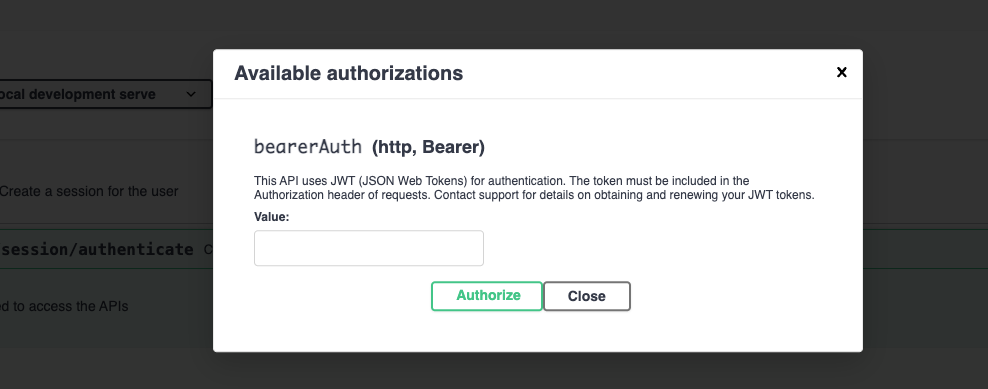 Available authorizations
x
ocal development serve
bearerAuth (http, Bearer)
This API uses JWT (JSON Web Tokens) for authentication. The token must be included in the
Authorization header of requests. Contact support for details on obtaining and renewing your JWT tokens.
Create a session for the user
Value:
session/authenticate C
Authorize Close
ed to access the APIs